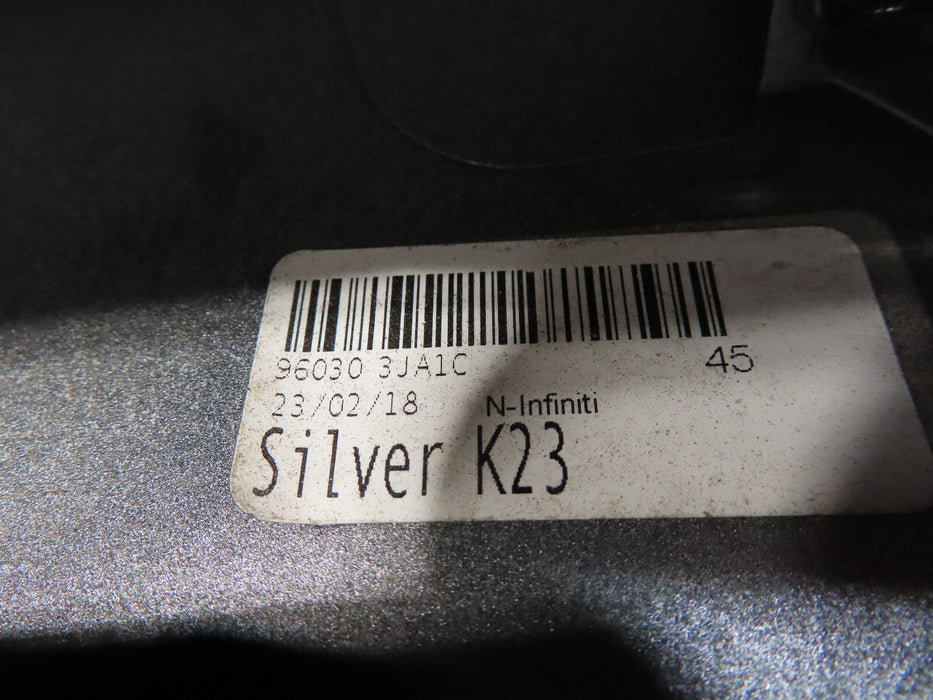 96030 3JA1C 45
23/02/18 N-Infiniti
Silver K23